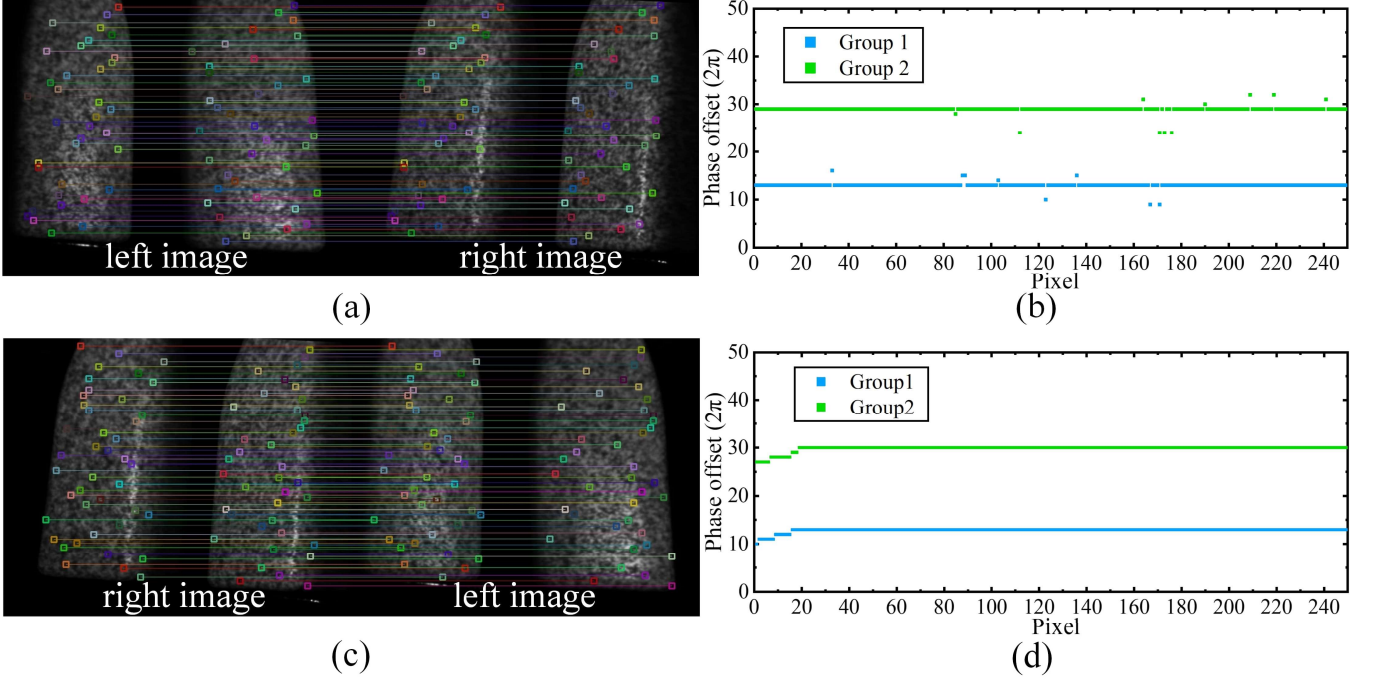 left image
right image
(a)
50
40
30
20
10
0
Phase offset (2π)
Group 1
Group 2
0 20 40 60 80 100 120 140 160 180 200 220 240
Pixel
(b)
right image
left image
(c)
50
40
30
20
10
0
Phase offset (2π)
Group1
Group2
0 20 40 60 80 100 120 140 160 180 200 220 240
Pixel
(d)